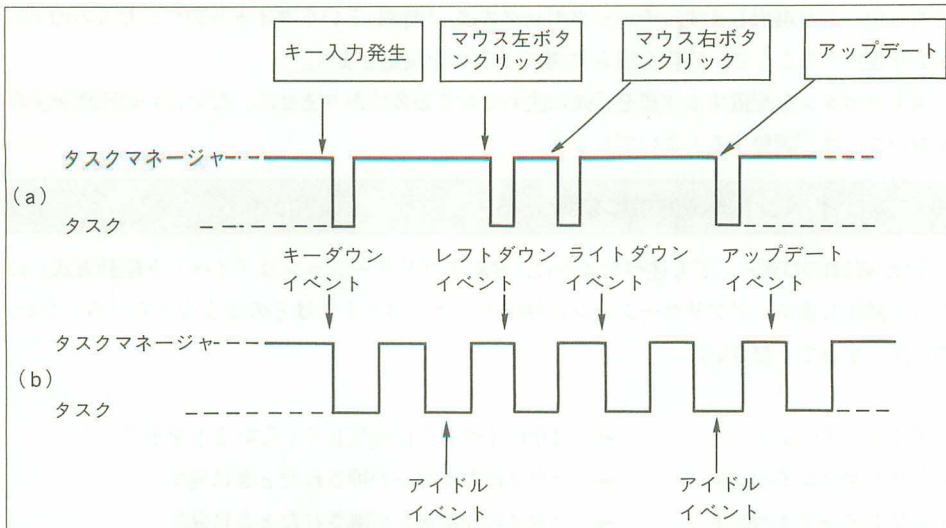 キー入力発生
マウス左ボタ
ンクリック
マウス右ボタ
ンクリック
アップデート
タスクマネージャ
(a)
タスク
キーダウン
イベント
レフトダウン
イベント
ライトダウン
イベント
アップデート
イベント
タスクマネージャ
(b)
タスク
アイドル
イベント
アイドル
イベント